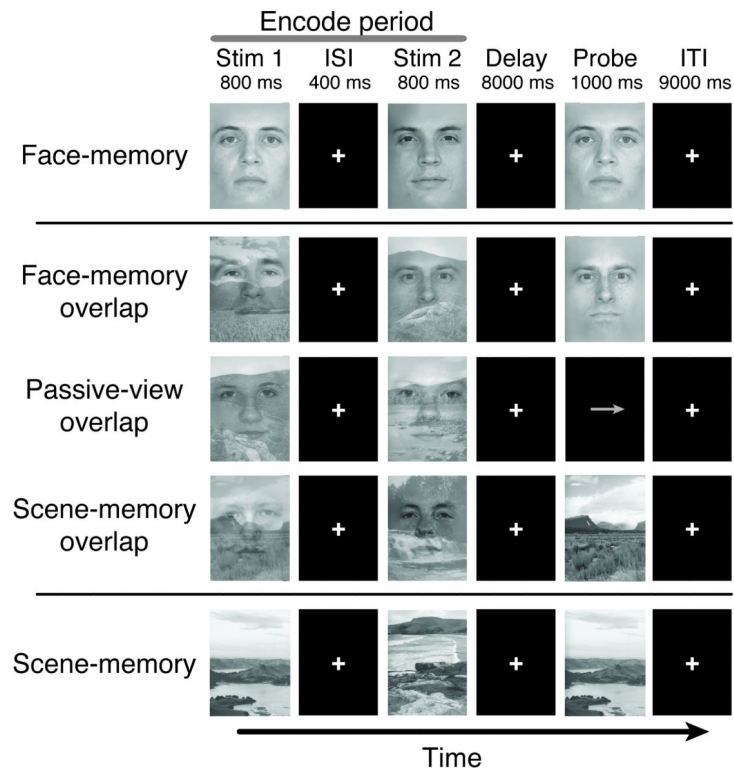 Encode period
Stim 1 ISI Stim 2 Delay Probe ITI
800 ms 400 ms 800 ms 8000 ms 1000 ms 9000 ms
Face-memory
Face-memory
overlap
Passive-view
overlap
Scene-memory
overlap
Scene-memory
Time